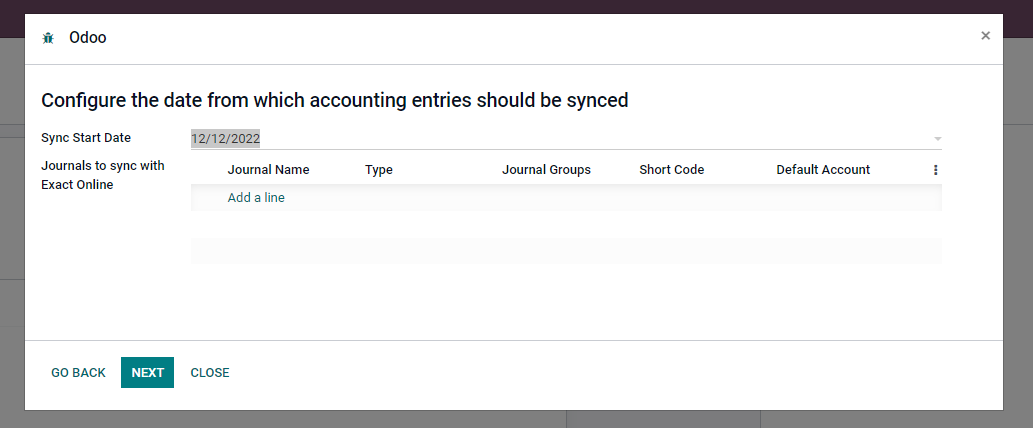 Odoo
×
Configure the date from which accounting entries should be synced
Sync Start Date
12/12/2022
Journals to sync with
Exact Online
Journal Name Type Journal Groups Short Code Default Account
Add a line
GO BACK NEXT CLOSE